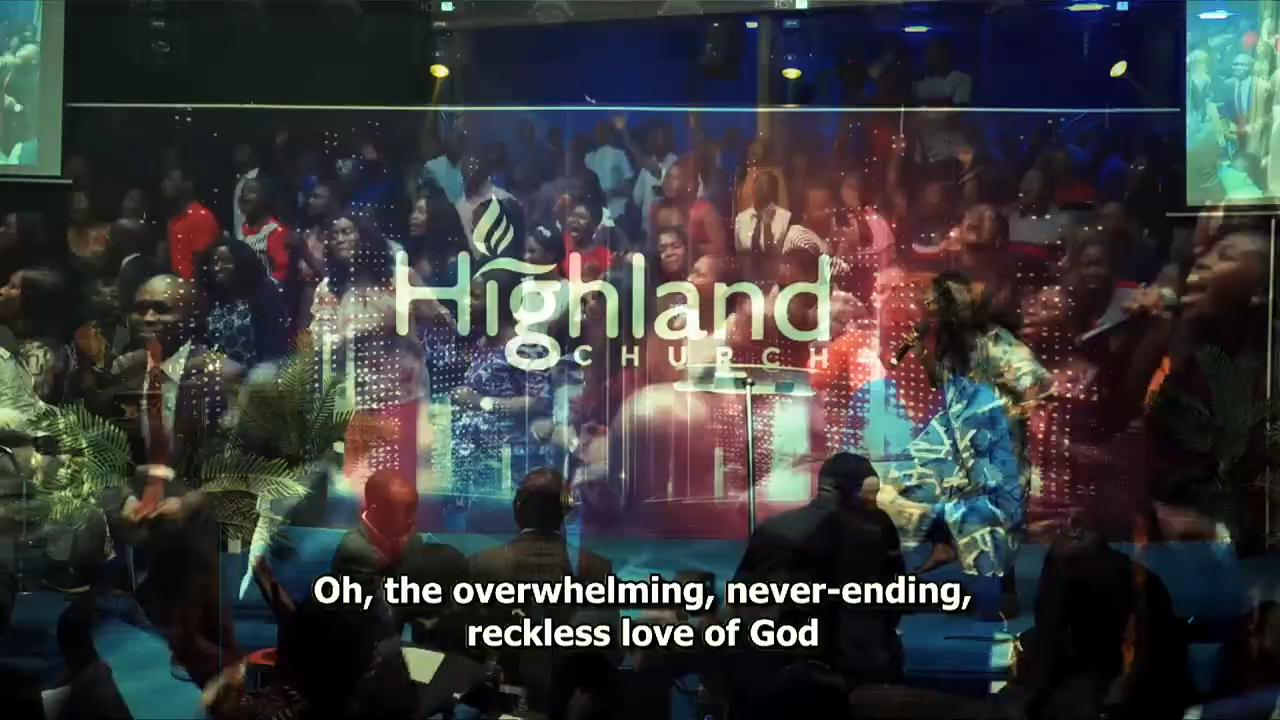 Highland
CHURCH
Oh, the overwhelming, never-ending,
reckless love of God